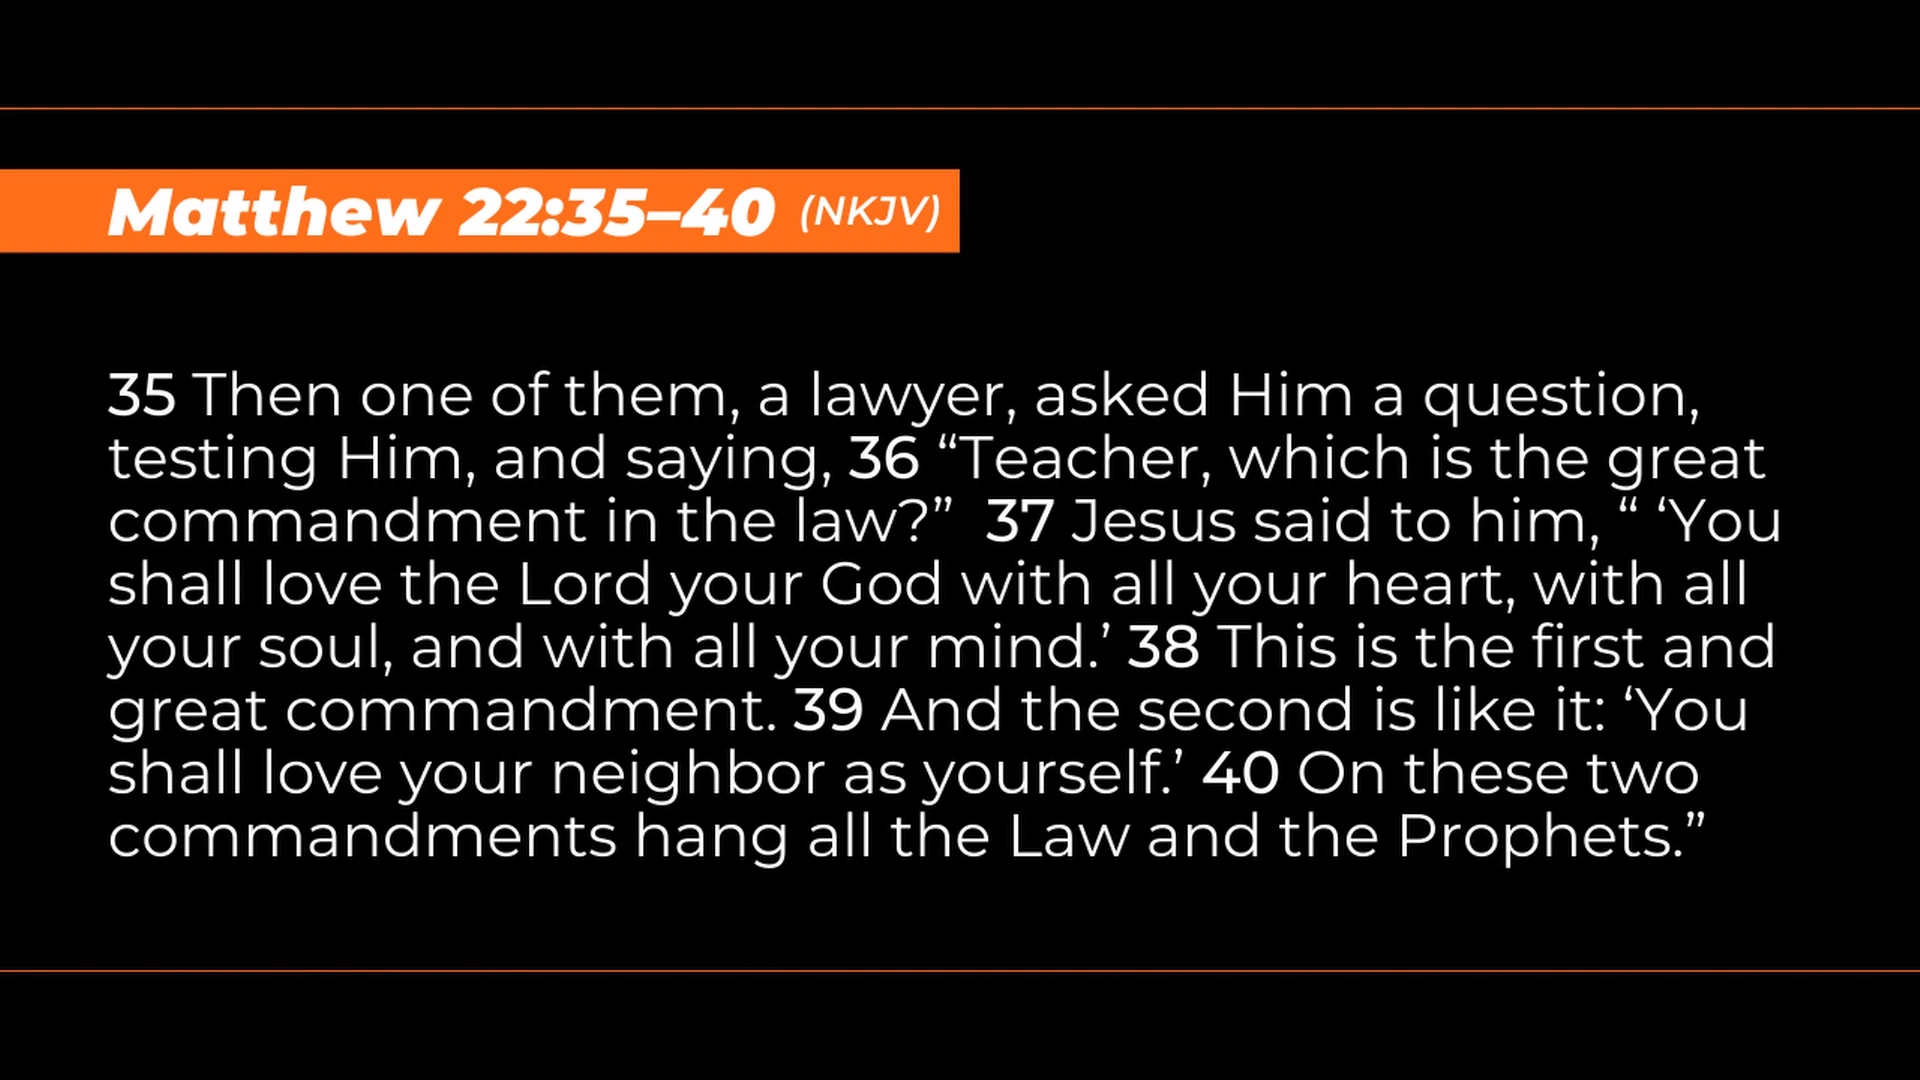 Matthew 22:35–40 (NKJV)
35 Then one of them, a lawyer, asked Him a question,
testing Him, and saying, 36 “Teacher, which is the great
commandment in the law?”  37 Jesus said to him, “ ‘You
shall love the Lord your God with all your heart, with all
your soul, and with all your mind.’ 38 This is the first and
great commandment. 39 And the second is like it: ‘You
shall love your neighbor as yourself.’ 40 On these two
commandments hang all the Law and the Prophets.”